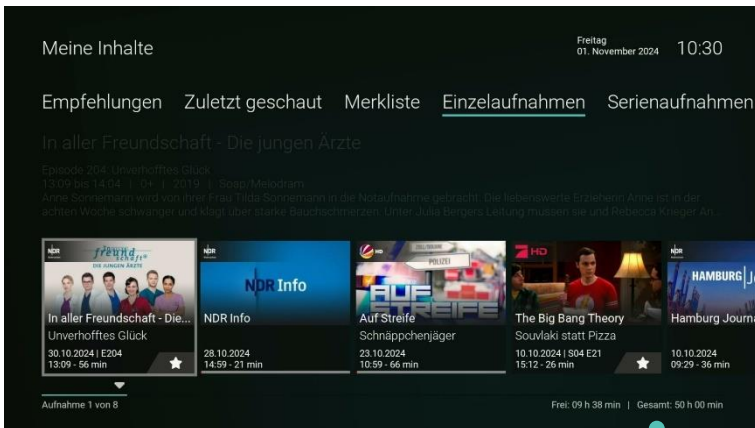 Meine Inhalte
Freitag
01. November 2024
10:30
Empfehlungen Zuletzt geschaut Merkliste Einzelaufnahmen Serienaufnahmen
In aller Freundschaft - Die jungen Ärzte
Episode 204: Unverhofftes Glück
13:09 bis 14:04 | 0+ | 2019 | Soap/Melodram
Anne Sonnemann wird von ihrer Frau Tilda Sonnemann in die Notaufnahme gebracht. Die liebenswerte Erzieherin Anne ist in der
achten Woche schwanger und klagt über starke Bauchschmerzen. Unter Julia Bergers Leitung müssen sie und Rebecca Krieger An...
NDR
freundschaft
DIE JUNGEN ÄRZTE
In aller Freundschaft - Die...
Unverhofftes Glück
30.10.2024 | E204
13:09 - 56 min
NDR
NDR Info
NDR Info
28.10.2024
14:59 - 21 min
HD
POLIZEI
AUF STREIFE
Auf Streife
Schnäppchenjäger
23.10.2024
10:59 - 66 min
HD
The Big Bang Theory
Souvlaki statt Pizza
10.10.2024 | S04 E21
15:12 - 26 min
NDR
HAMBURG J
Hamburg Journa
10.10.2024
09:29 - 36 min
Aufnahme 1 von 8
Frei: 09 h 38 min | Gesamt: 50 h 00 min